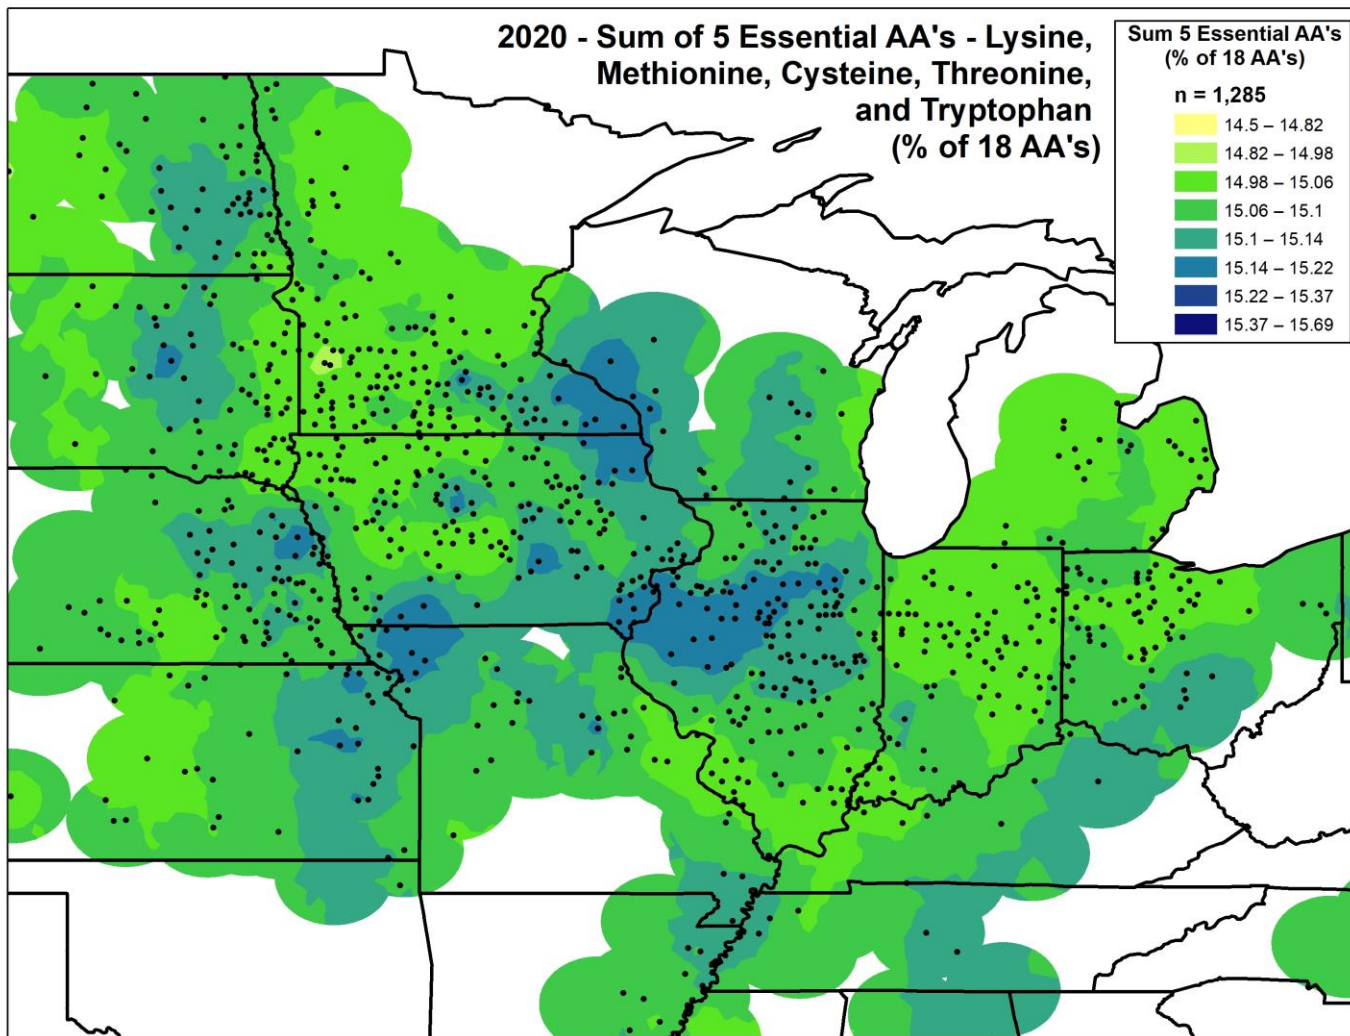 2020 - Sum of 5 Essential AA's - Lysine,
Methionine, Cysteine, Threonine,
and Tryptophan
(% of 18 AA's)
Sum 5 Essential AA's
(% of 18 AA's)
n = 1,285
14.5 – 14.82
14.82 – 14.98
14.98 – 15.06
15.06 – 15.1
15.1 – 15.14
15.14 – 15.22
15.22 – 15.37
15.37 – 15.69